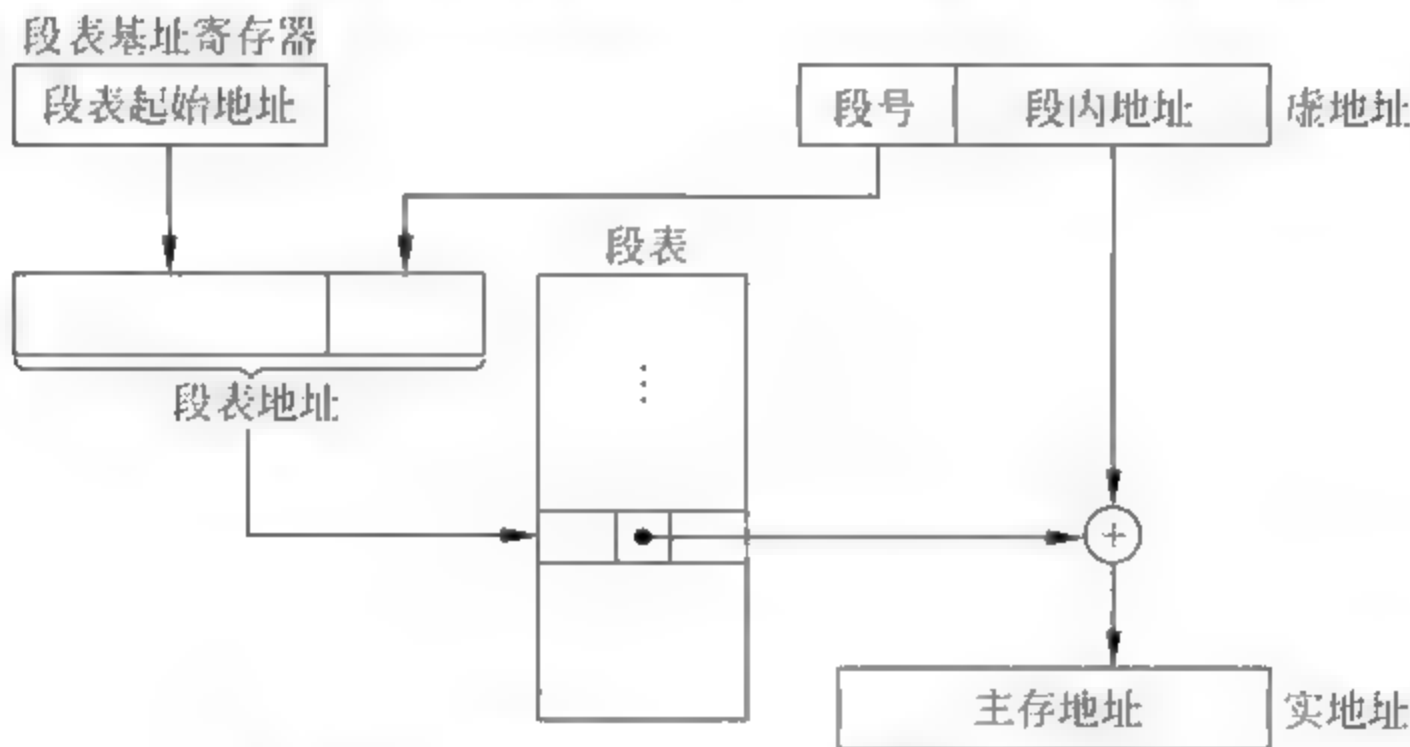 段表基址寄存器
段表起始地址
段号 段内地址 虚地址
段表
段表地址
+
主存地址 实地址